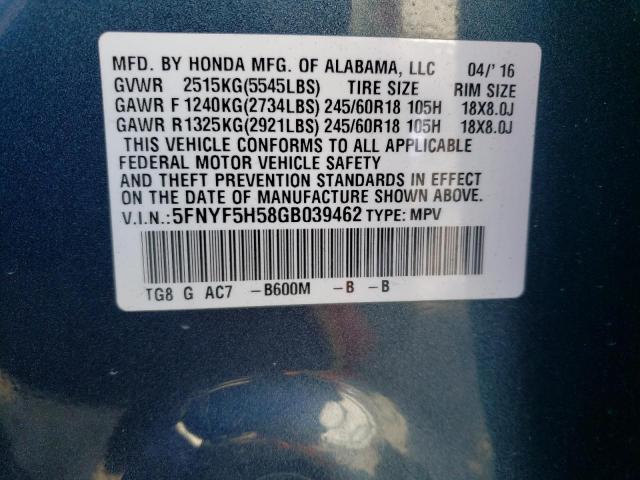 MFD. BY HONDA MFG. OF ALABAMA, LLC 04/'16
GVWR 2515KG(5545LBS) TIRE SIZE RIM SIZE
GAWR F 1240KG(2734LBS) 245/60R18 105H 18X8.0J
GAWR R1325KG(2921LBS) 245/60R18 105H 18X8.0J
THIS VEHICLE CONFORMS TO ALL APPLICABLE
FEDERAL MOTOR VEHICLE SAFETY
AND THEFT PREVENTION STANDARDS IN EFFECT
ON THE DATE OF MANUFACTURE SHOWN ABOVE.
V.I.N.:5FNYF5H58GB039462 TYPE: MPV
TG8 G AC7 -B600M -B -B